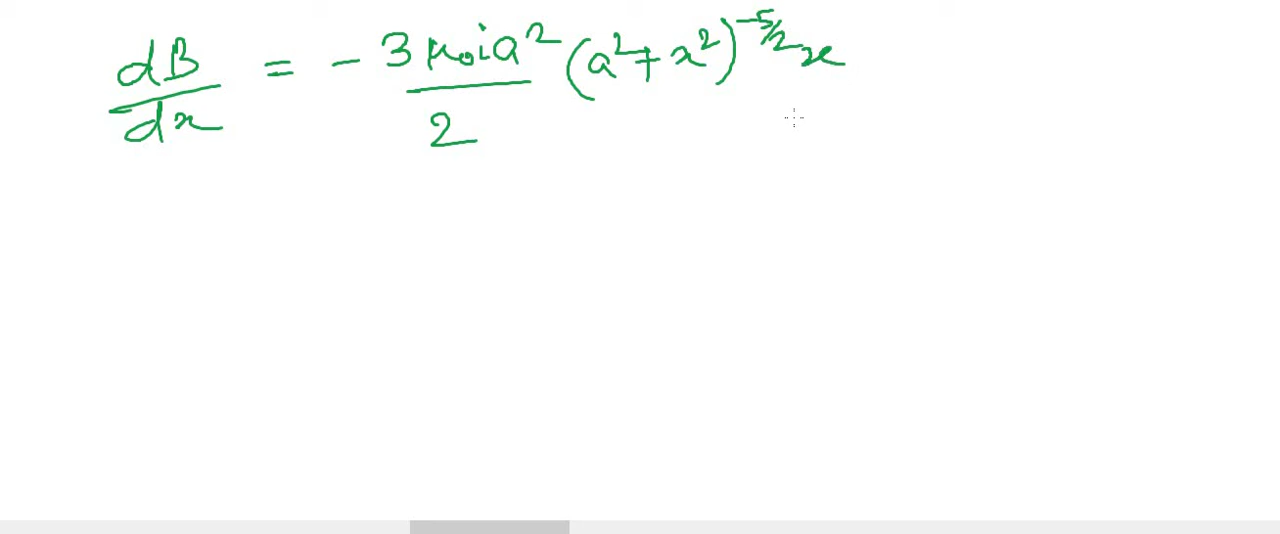 dB/dx = - 3μ₀ia²/2 (a²+x²)^(-5/2) x